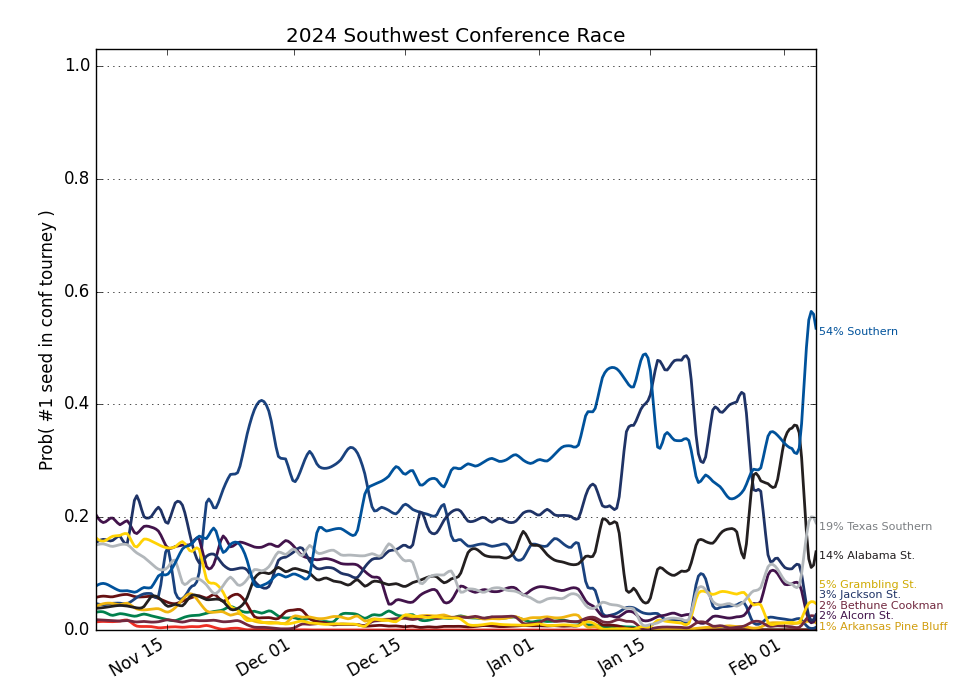 2024 Southwest Conference Race
Prob( #1 seed in conf tourney )
1.0
0.8
0.6
0.4
0.2
0.0
Nov 15
Dec 01
Dec 15
Jan 01
Jan 15
Feb 01
54% Southern
19% Texas Southern
14% Alabama St.
5% Grambling St.
3% Jackson St.
2% Bethune Cookman
2% Alcorn St.
1% Arkansas Pine Bluff